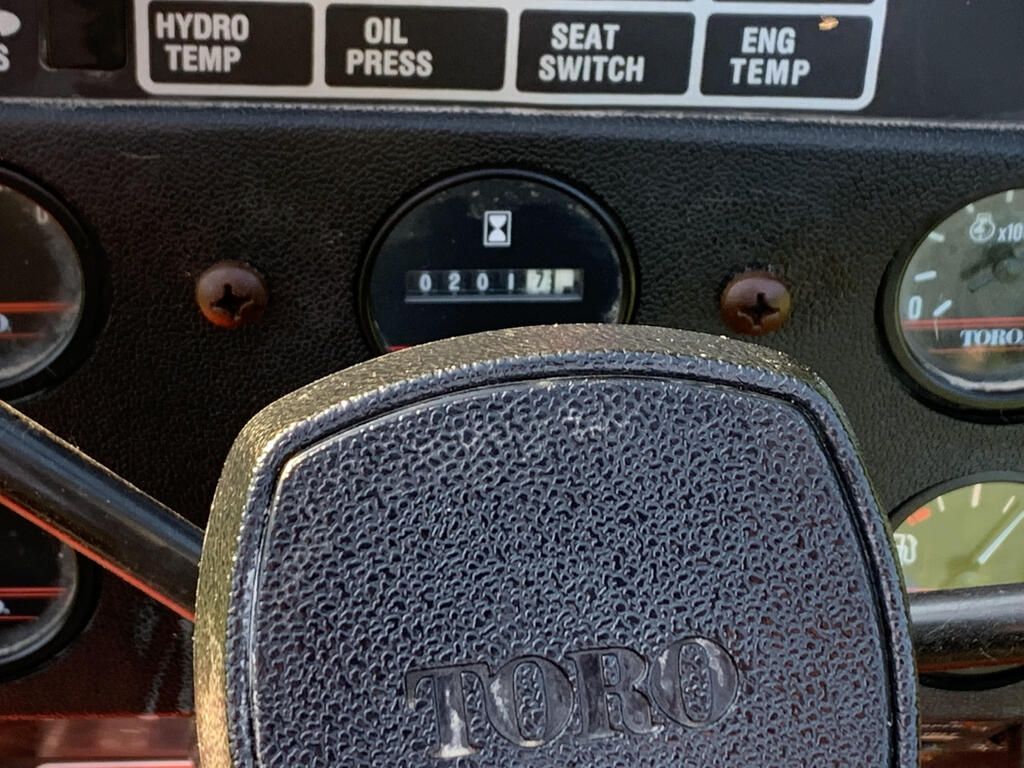 HYDRO
TEMP
OIL
PRESS
SEAT
SWITCH
ENG
TEMP
0201
x10
0
TORO
TORO